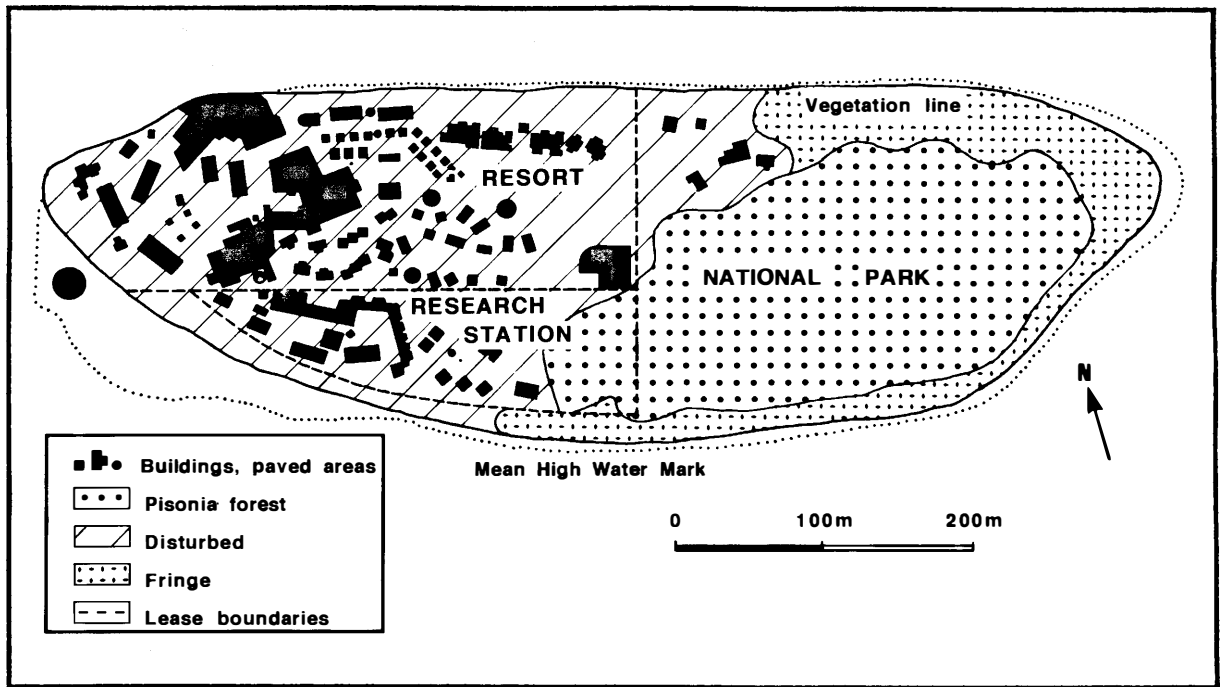 Vegetation line
RESORT
NATIONAL PARK
RESEARCH
STATION
N
Mean High Water Mark
Buildings, paved areas
Pisonia forest
Disturbed
Fringe
Lease boundaries
0 100m 200m